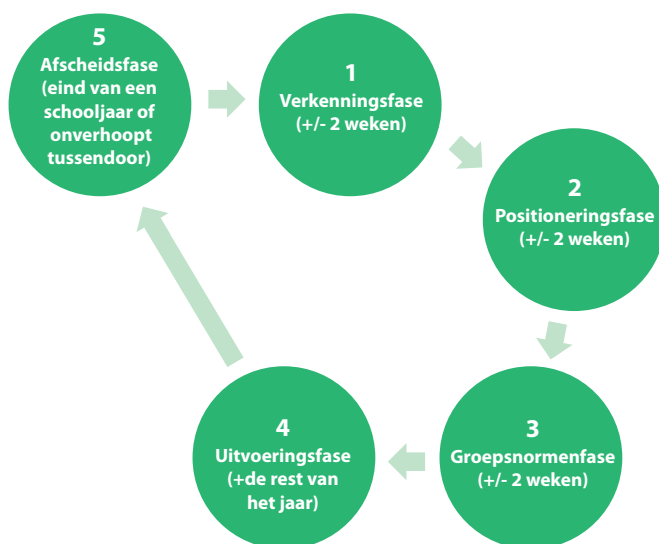 1
Verkenningsfase
(+/- 2 weken)
2
Positioneringsfase
(+/- 2 weken)
3
Groepsnormenfase
(+/- 2 weken)
4
Uitvoeringsfase
(+de rest van
het jaar)
5
Afscheidsfase
(eind van een
schooljaar of
onverhoopt
tussendoor)